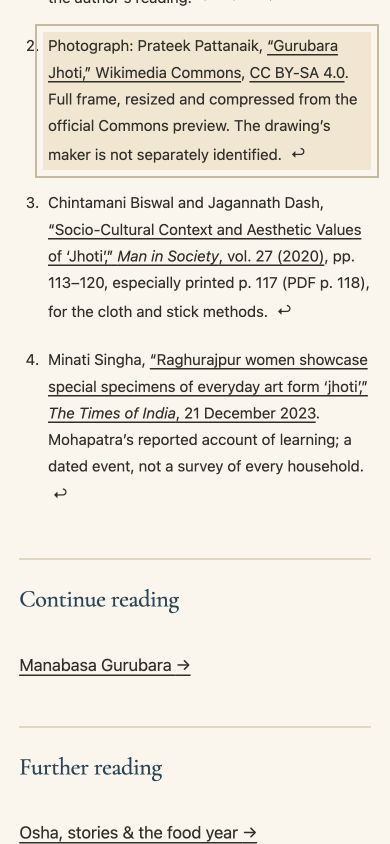 the author's reading.
2. Photograph: Prateek Pattanaik, “Gurubara
Jhoti,” Wikimedia Commons, CC BY-SA 4.0.
Full frame, resized and compressed from the
official Commons preview. The drawing’s
maker is not separately identified. ↩
3. Chintamani Biswal and Jagannath Dash,
“Socio-Cultural Context and Aesthetic Values
of ‘Jhoti’,” Man in Society, vol. 27 (2020), pp.
113–120, especially printed p. 117 (PDF p. 118),
for the cloth and stick methods. ↩
4. Minati Singha, “Raghurajpur women showcase
special specimens of everyday art form ‘jhoti’,”
The Times of India, 21 December 2023.
Mohapatra’s reported account of learning; a
dated event, not a survey of every household.
↩
Continue reading
Manabasa Gurubara →
Further reading
Osha, stories & the food year →